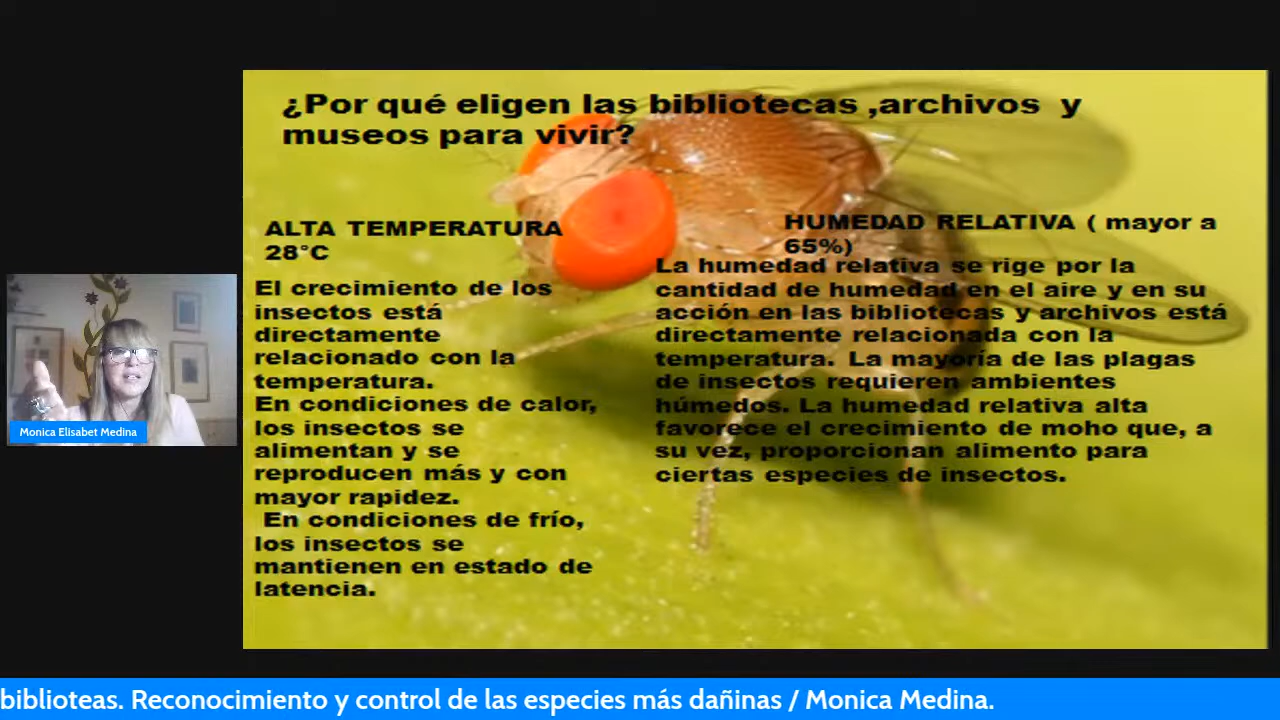 ¿Por qué eligen las bibliotecas ,archivos y
museos para vivir?
ALTA TEMPERATURA
28°C
El crecimiento de los
insectos está
directamente
relacionado con la
temperatura.
En condiciones de calor,
los insectos se
alimentan y se
reproducen más y con
mayor rapidez.
En condiciones de frío,
los insectos se
mantienen en estado de
latencia.
HUMEDAD RELATIVA ( mayor a
65%)
La humedad relativa se rige por la
cantidad de humedad en el aire y en su
acción en las bibliotecas y archivos está
directamente relacionada con la
temperatura. La mayoría de las plagas
de insectos requieren ambientes
húmedos. La humedad relativa alta
favorece el crecimiento de moho que, a
su vez, proporcionan alimento para
ciertas especies de insectos.
Monica Elisabet Medina
biblioteas. Reconocimiento y control de las especies más dañinas / Monica Medina.